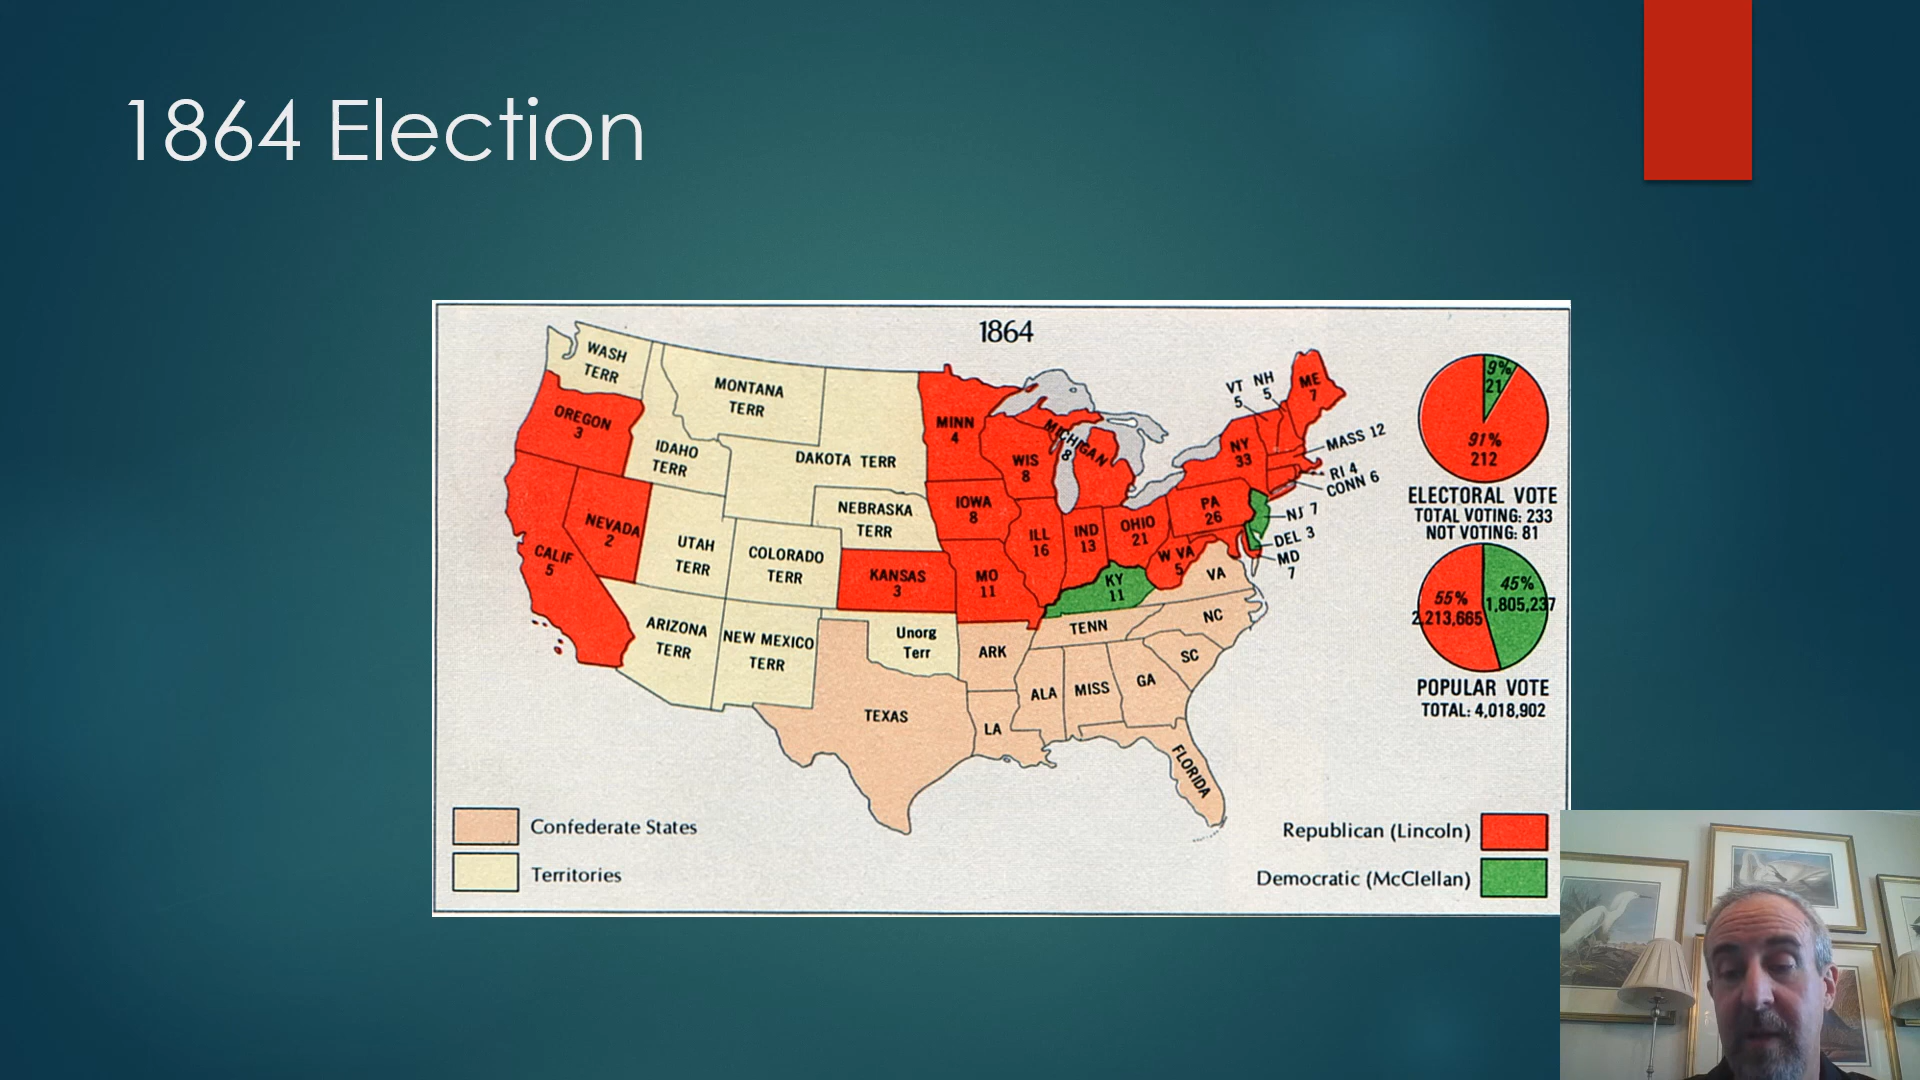 1864 Election
1864
WASH
TERR
MONTANA
TERR
OREGON
3
IDAHO
TERR
DAKOTA TERR
MINN
4
WIS
8
MICHIGAN
8
VT
5
NH
5
ME
7
NY
33
MASS 12
RI 4
CONN 6
NEBRASKA
TERR
IOWA
8
NEVADA
2
CALIF
5
UTAH
TERR
COLORADO
TERR
KANSAS
3
MO
11
ILL
16
IND
13
OHIO
21
PA
26
NJ 7
DEL 3
MD
7
W VA
5
VA
KY
11
ARIZONA
TERR
NEW MEXICO
TERR
Unorg
Terr
ARK
TENN
NC
SC
TEXAS
LA
ALA
MISS
GA
FLORIDA
9%
21
91%
212
ELECTORAL VOTE
TOTAL VOTING: 233
NOT VOTING: 81
45%
1,805,237
55%
2,213,665
POPULAR VOTE
TOTAL: 4,018,902
Confederate States
Territories
Republican (Lincoln)
Democratic (McClellan)